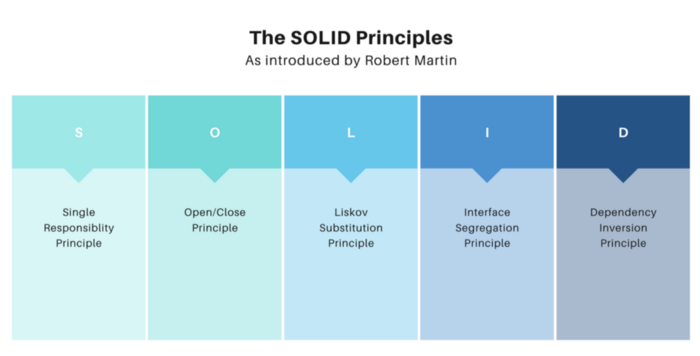 The SOLID Principles
As introduced by Robert Martin
S
O
L
I
D
Single
Responsiblity
Principle
Open/Close
Principle
Liskov
Substitution
Principle
Interface
Segregation
Principle
Dependency
Inversion
Principle